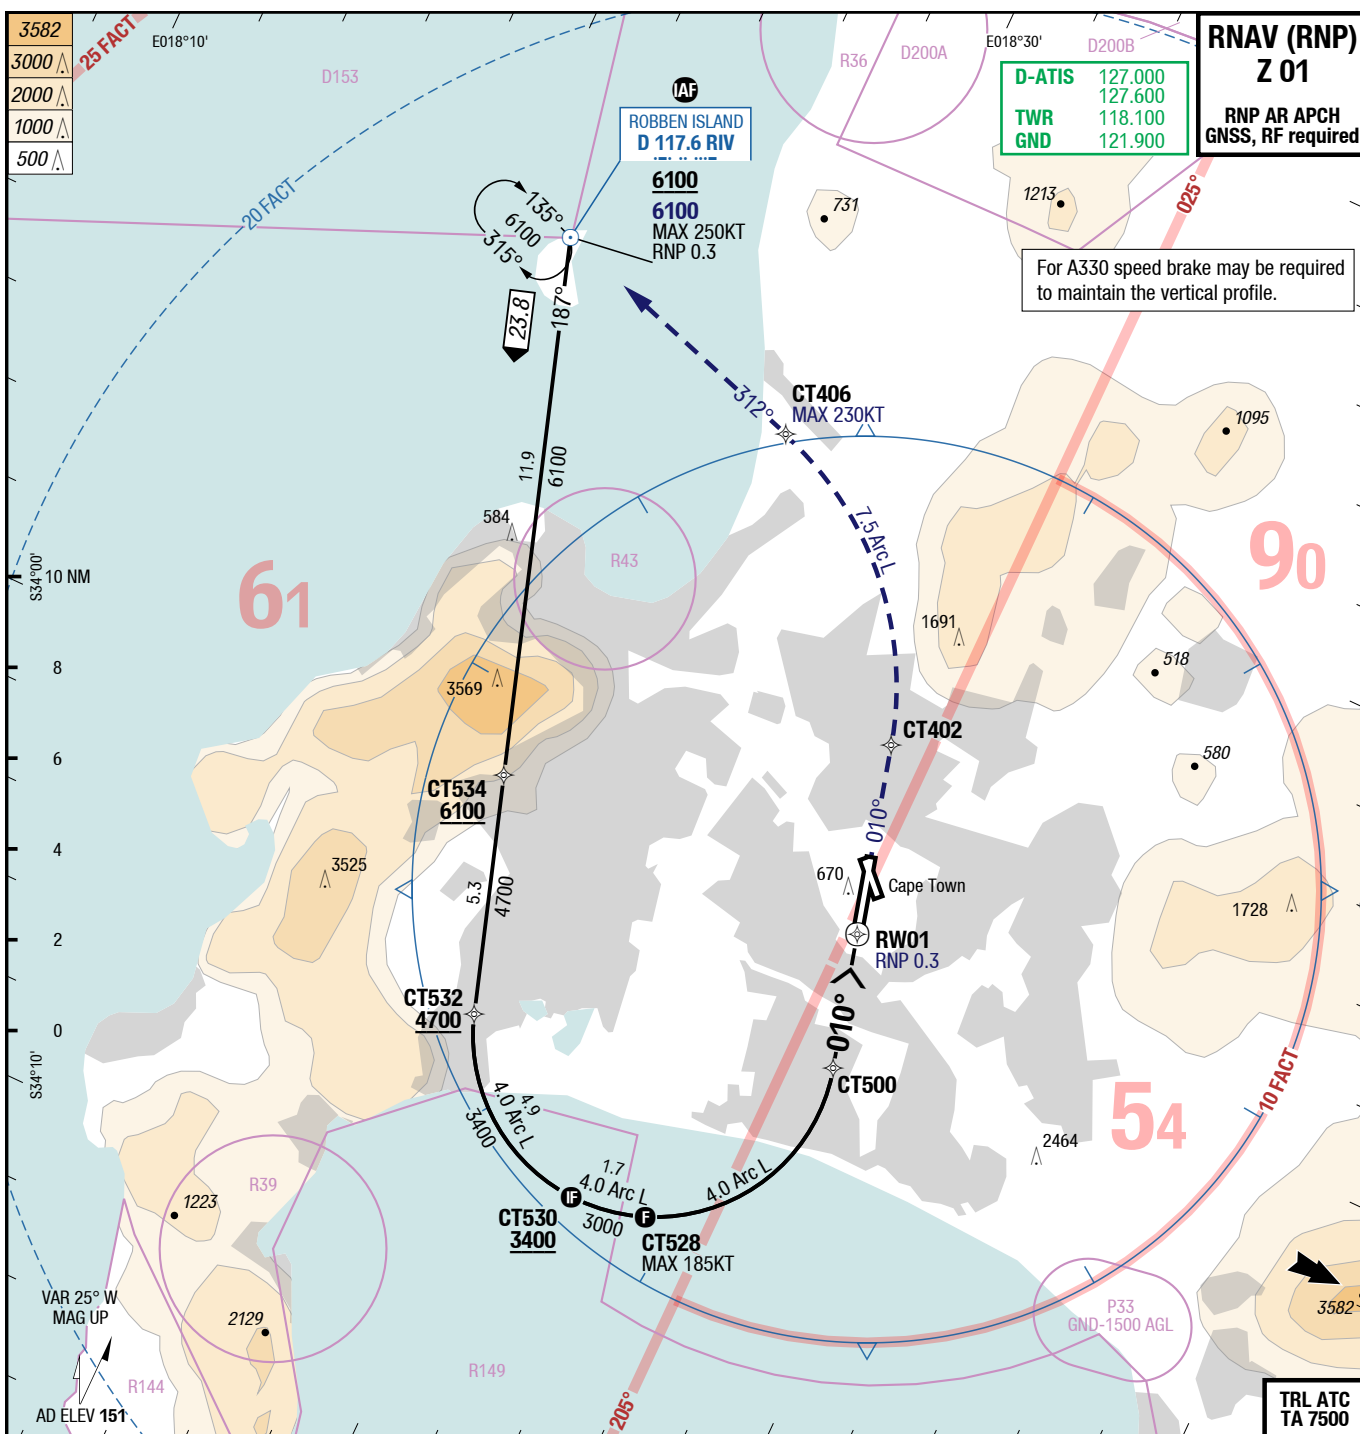 3582
3000
2000
1000
500
25 FACT
E018°10'
D153
20 FACT
IAF
ROBBEN ISLAND
D 117.6 RIV
6100
6100
MAX 250KT
RNP 0.3
135°
6100
315°
187°
23.8
R36
D200A
E018°30'
D200B
D-ATIS 127.000
127.600
TWR 118.100
GND 121.900
RNAV (RNP)
Z 01
RNP AR APCH
GNSS, RF required
025°
731
1213
For A330 speed brake may be required
to maintain the vertical profile.
312°
CT406
MAX 230KT
1095
11.9
6100
584
R43
7.5 Arc L
61
90
S34°00'
10 NM
8
6
4
2
0
S34°10'
1691
518
3569
CT402
580
CT534
6100
010°
3525
670
Cape Town
5.3
4700
1728
RW01
RNP 0.3
CT532
4700
010°
CT500
4.9
4.0 Arc L
3400
54
10 FACT
2464
1.7
4.0 Arc L
3000
4.0 Arc L
R39
1223
IF
CT530
3400
F
CT528
MAX 185KT
VAR 25° W
MAG UP
2129
P33
GND-1500 AGL
3582
R144
R149
205°
AD ELEV 151
TRL ATC
TA 7500